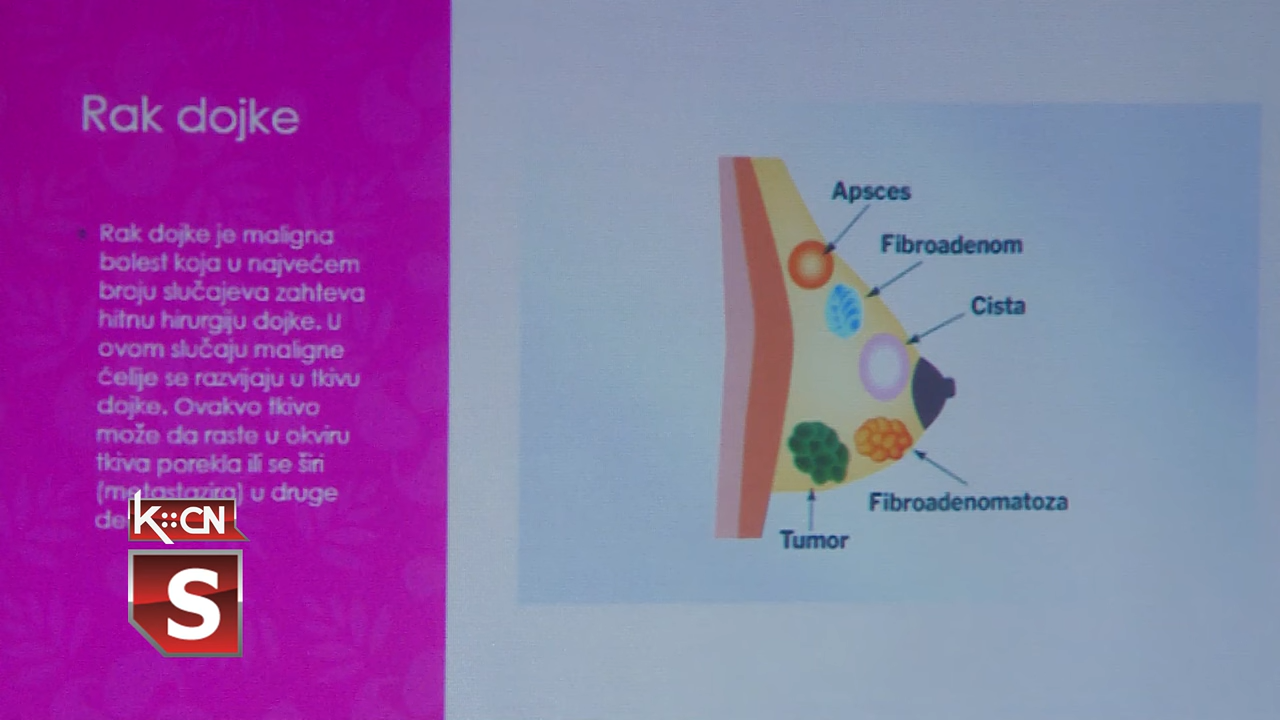 Rak dojke
Rak dojke je maligna
bolest koja u najvećem
broju slučajeva zahteva
hitnu hirurgiju dojke. U
ovom slučaju maligne
ćelije se razvijaju u tkivu
dojke. Ovakvo tkivo
može da raste u okviru
tkiva porekla ili se širi
(metastazira) u druge
Apsces
Fibroadenom
Cista
Fibroadenomatoza
Tumor
K::CN
S